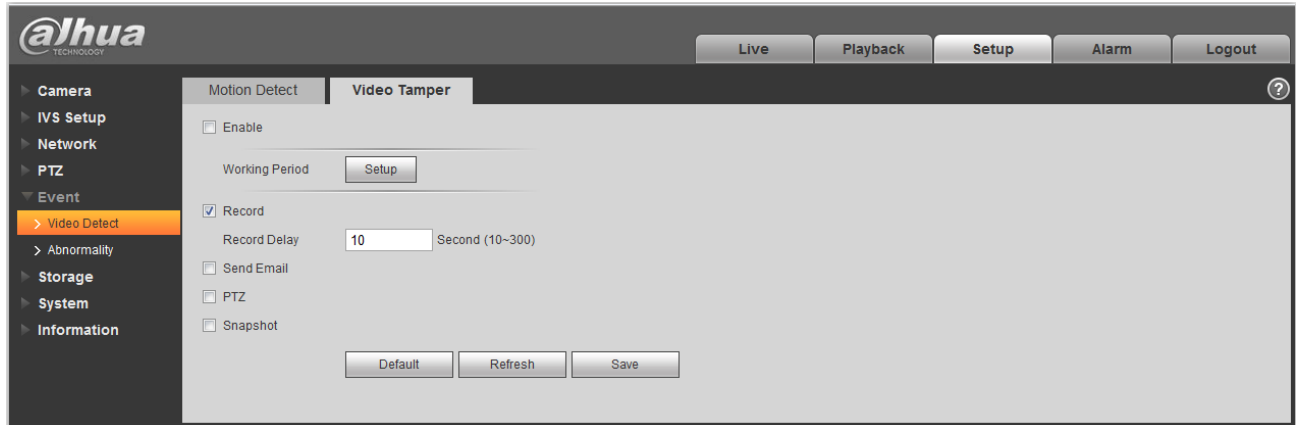 alhua
TECHNOLOGY
Live
Playback
Setup
Alarm
Logout
Camera
IVS Setup
Network
PTZ
Event
Video Detect
Abnormality
Storage
System
Information
Motion Detect
Video Tamper
?
Enable
Working Period
Setup
Record
Record Delay
10
Second (10~300)
Send Email
PTZ
Snapshot
Default
Refresh
Save